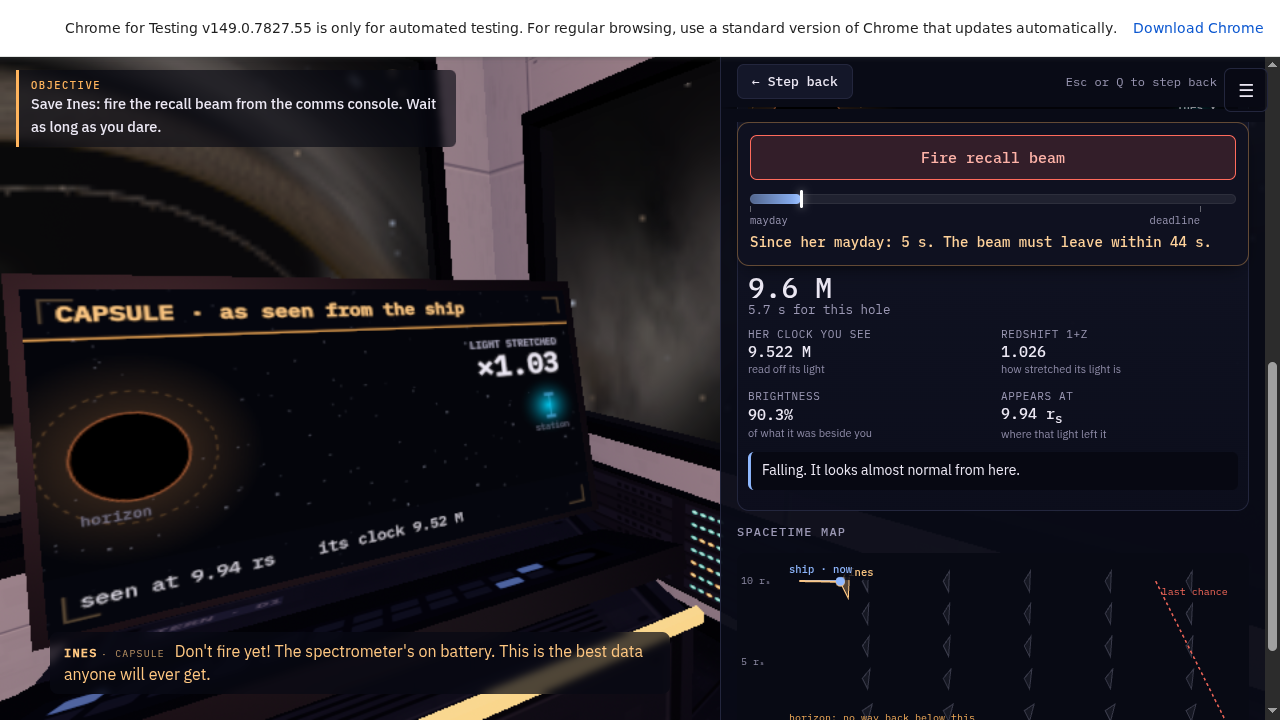 Chrome for Testing v149.0.7827.55 is only for automated testing. For regular browsing, use a standard version of Chrome that updates automatically. Download Chrome
OBJECTIVE
Save Ines: fire the recall beam from the comms console. Wait
as long as you dare.
CAPSULE · as seen from the ship
LIGHT STRETCHED
×1.03
station
horizon
seen at 9.94 rs its clock 9.52 M
INES · CAPSULE Don't fire yet! The spectrometer's on battery. This is the best data
anyone will ever get.
← Step back
Esc or Q to step back
☰
Fire recall beam
mayday deadline
Since her mayday: 5 s. The beam must leave within 44 s.
9.6 M
5.7 s for this hole
HER CLOCK YOU SEE
9.522 M
read off its light
REDSHIFT 1+Z
1.026
how stretched its light is
BRIGHTNESS
90.3%
of what it was beside you
APPEARS AT
9.94 rs
where that light left it
Falling. It looks almost normal from here.
SPACETIME MAP
ship · now nes
10 rs
last chance
5 rs
horizon: no way back below this